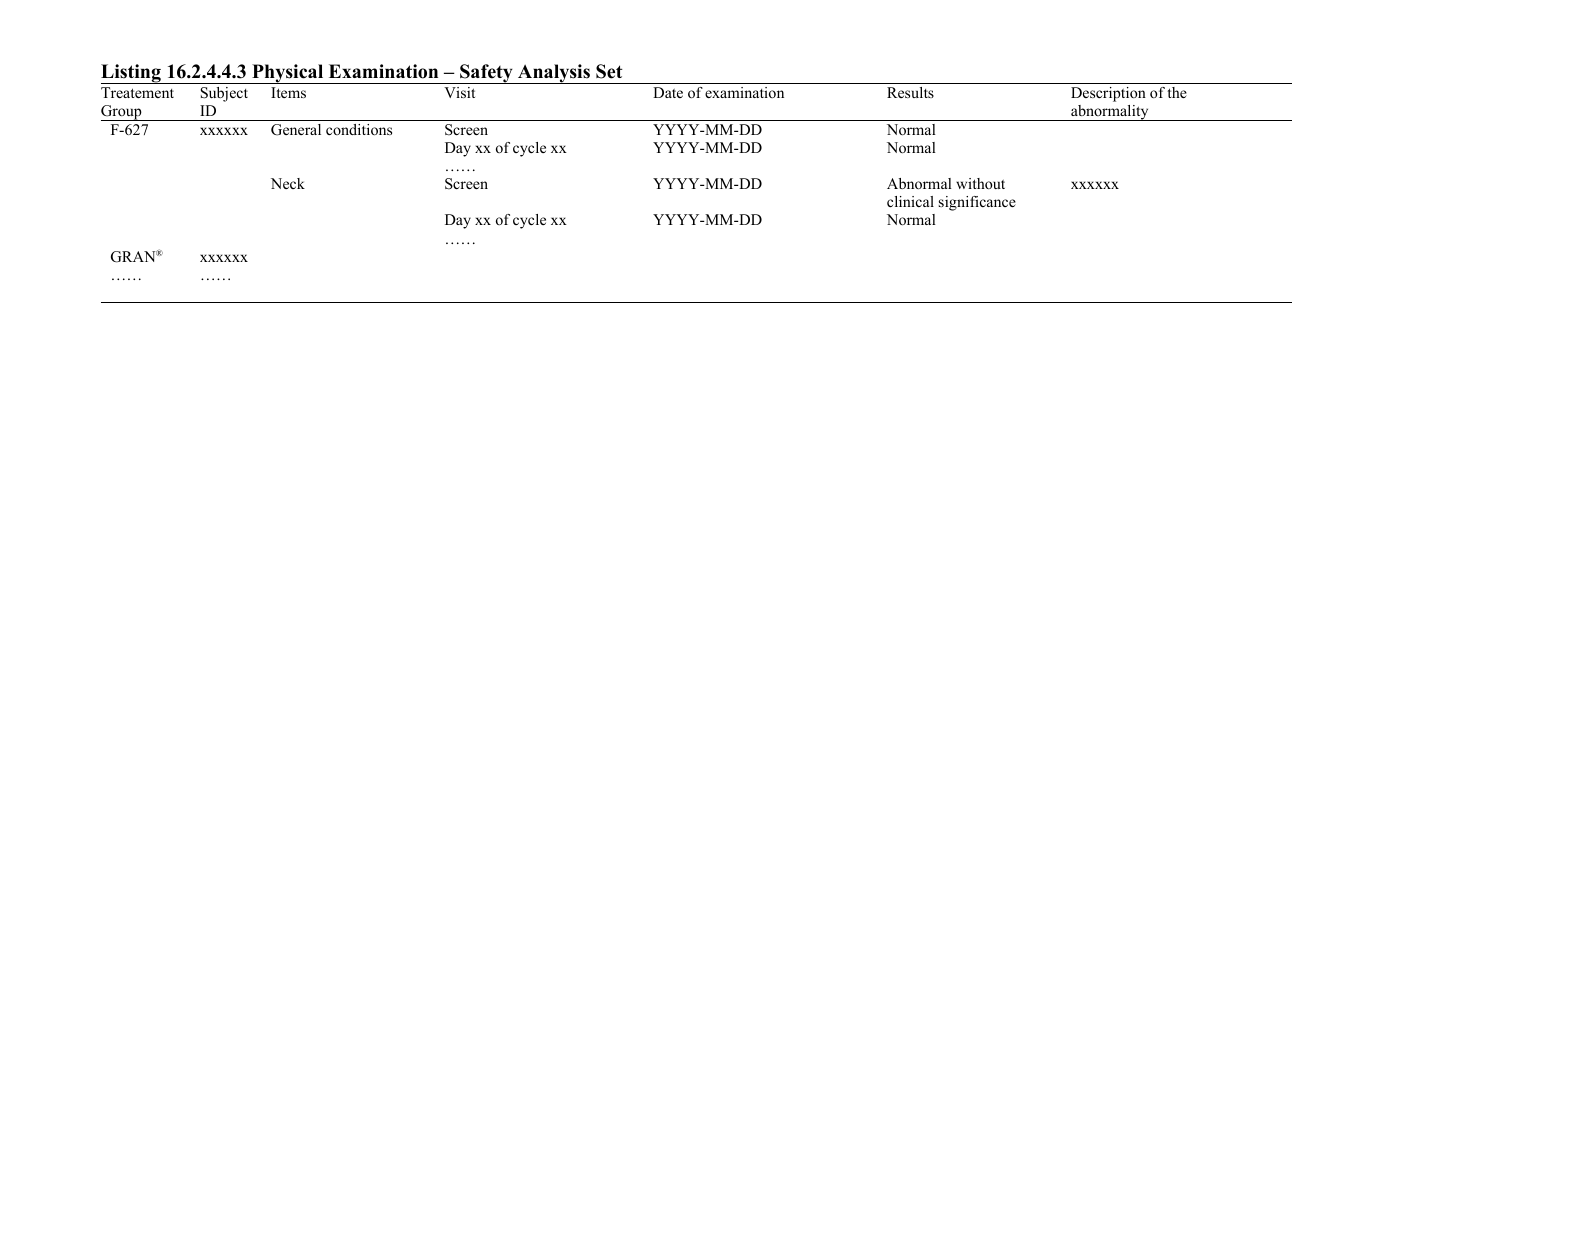 Listing 16.2.4.4.3 Physical Examination – Safety Analysis Set
Treatement Group Subject ID Items Visit Date of examination Results Description of the abnormality
F-627 xxxxxx General conditions Screen YYYY-MM-DD Normal
Day xx of cycle xx YYYY-MM-DD Normal
……
Neck Screen YYYY-MM-DD Abnormal without clinical significance xxxxxx
Day xx of cycle xx YYYY-MM-DD Normal
……
GRAN® xxxxxx
…… ……